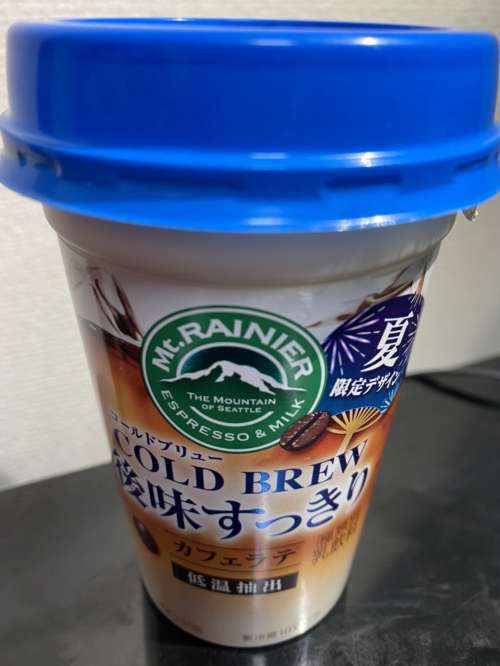 Mt. RAINIER
THE MOUNTAIN
OF SEATTLE
ESPRESSO & MILK
夏
限定デザイン
コールドブリュー
COLD BREW
後味すっきり
カフェラテ
低温抽出